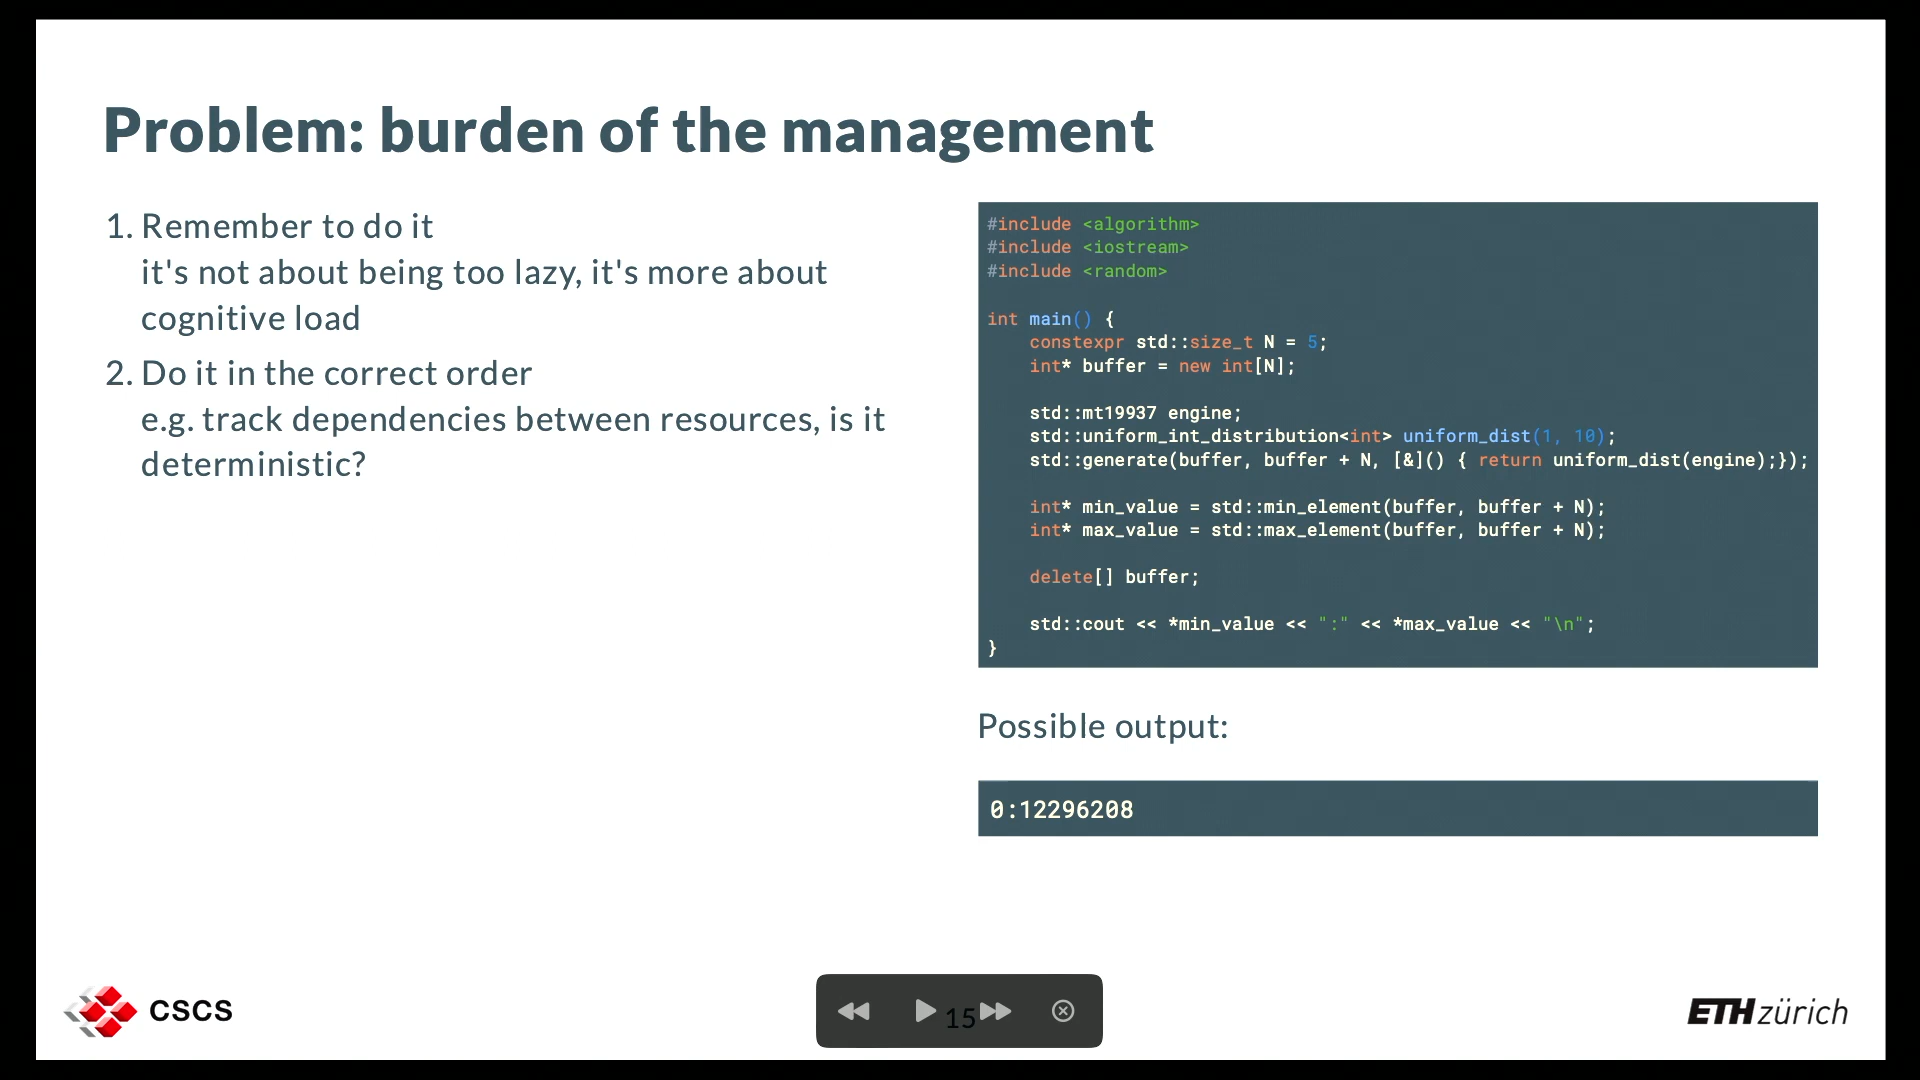 Problem: burden of the management
1. Remember to do it
it's not about being too lazy, it's more about
cognitive load
2. Do it in the correct order
e.g. track dependencies between resources, is it
deterministic?
#include <algorithm>
#include <iostream>
#include <random>
int main() {
    constexpr std::size_t N = 5;
    int* buffer = new int[N];
    std::mt19937 engine;
    std::uniform_int_distribution<int> uniform_dist(1, 10);
    std::generate(buffer, buffer + N, [&]() { return uniform_dist(engine);});
    int* min_value = std::min_element(buffer, buffer + N);
    int* max_value = std::max_element(buffer, buffer + N);
    delete[] buffer;
    std::cout << *min_value << ":" << *max_value << "\n";
}
Possible output:
0:12296208
CSCS
15
ETH zürich